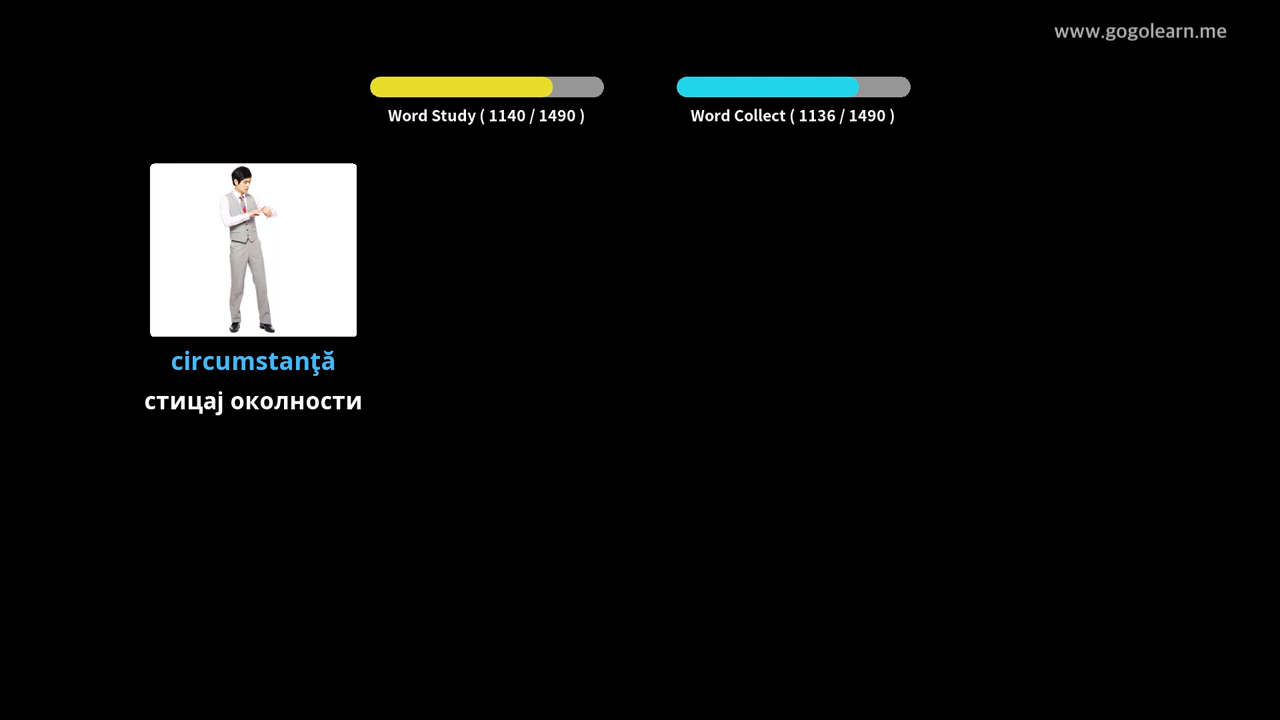 www.gogolearn.me
Word Study ( 1140 / 1490 )
Word Collect ( 1136 / 1490 )
circumstanţă
стицај околности